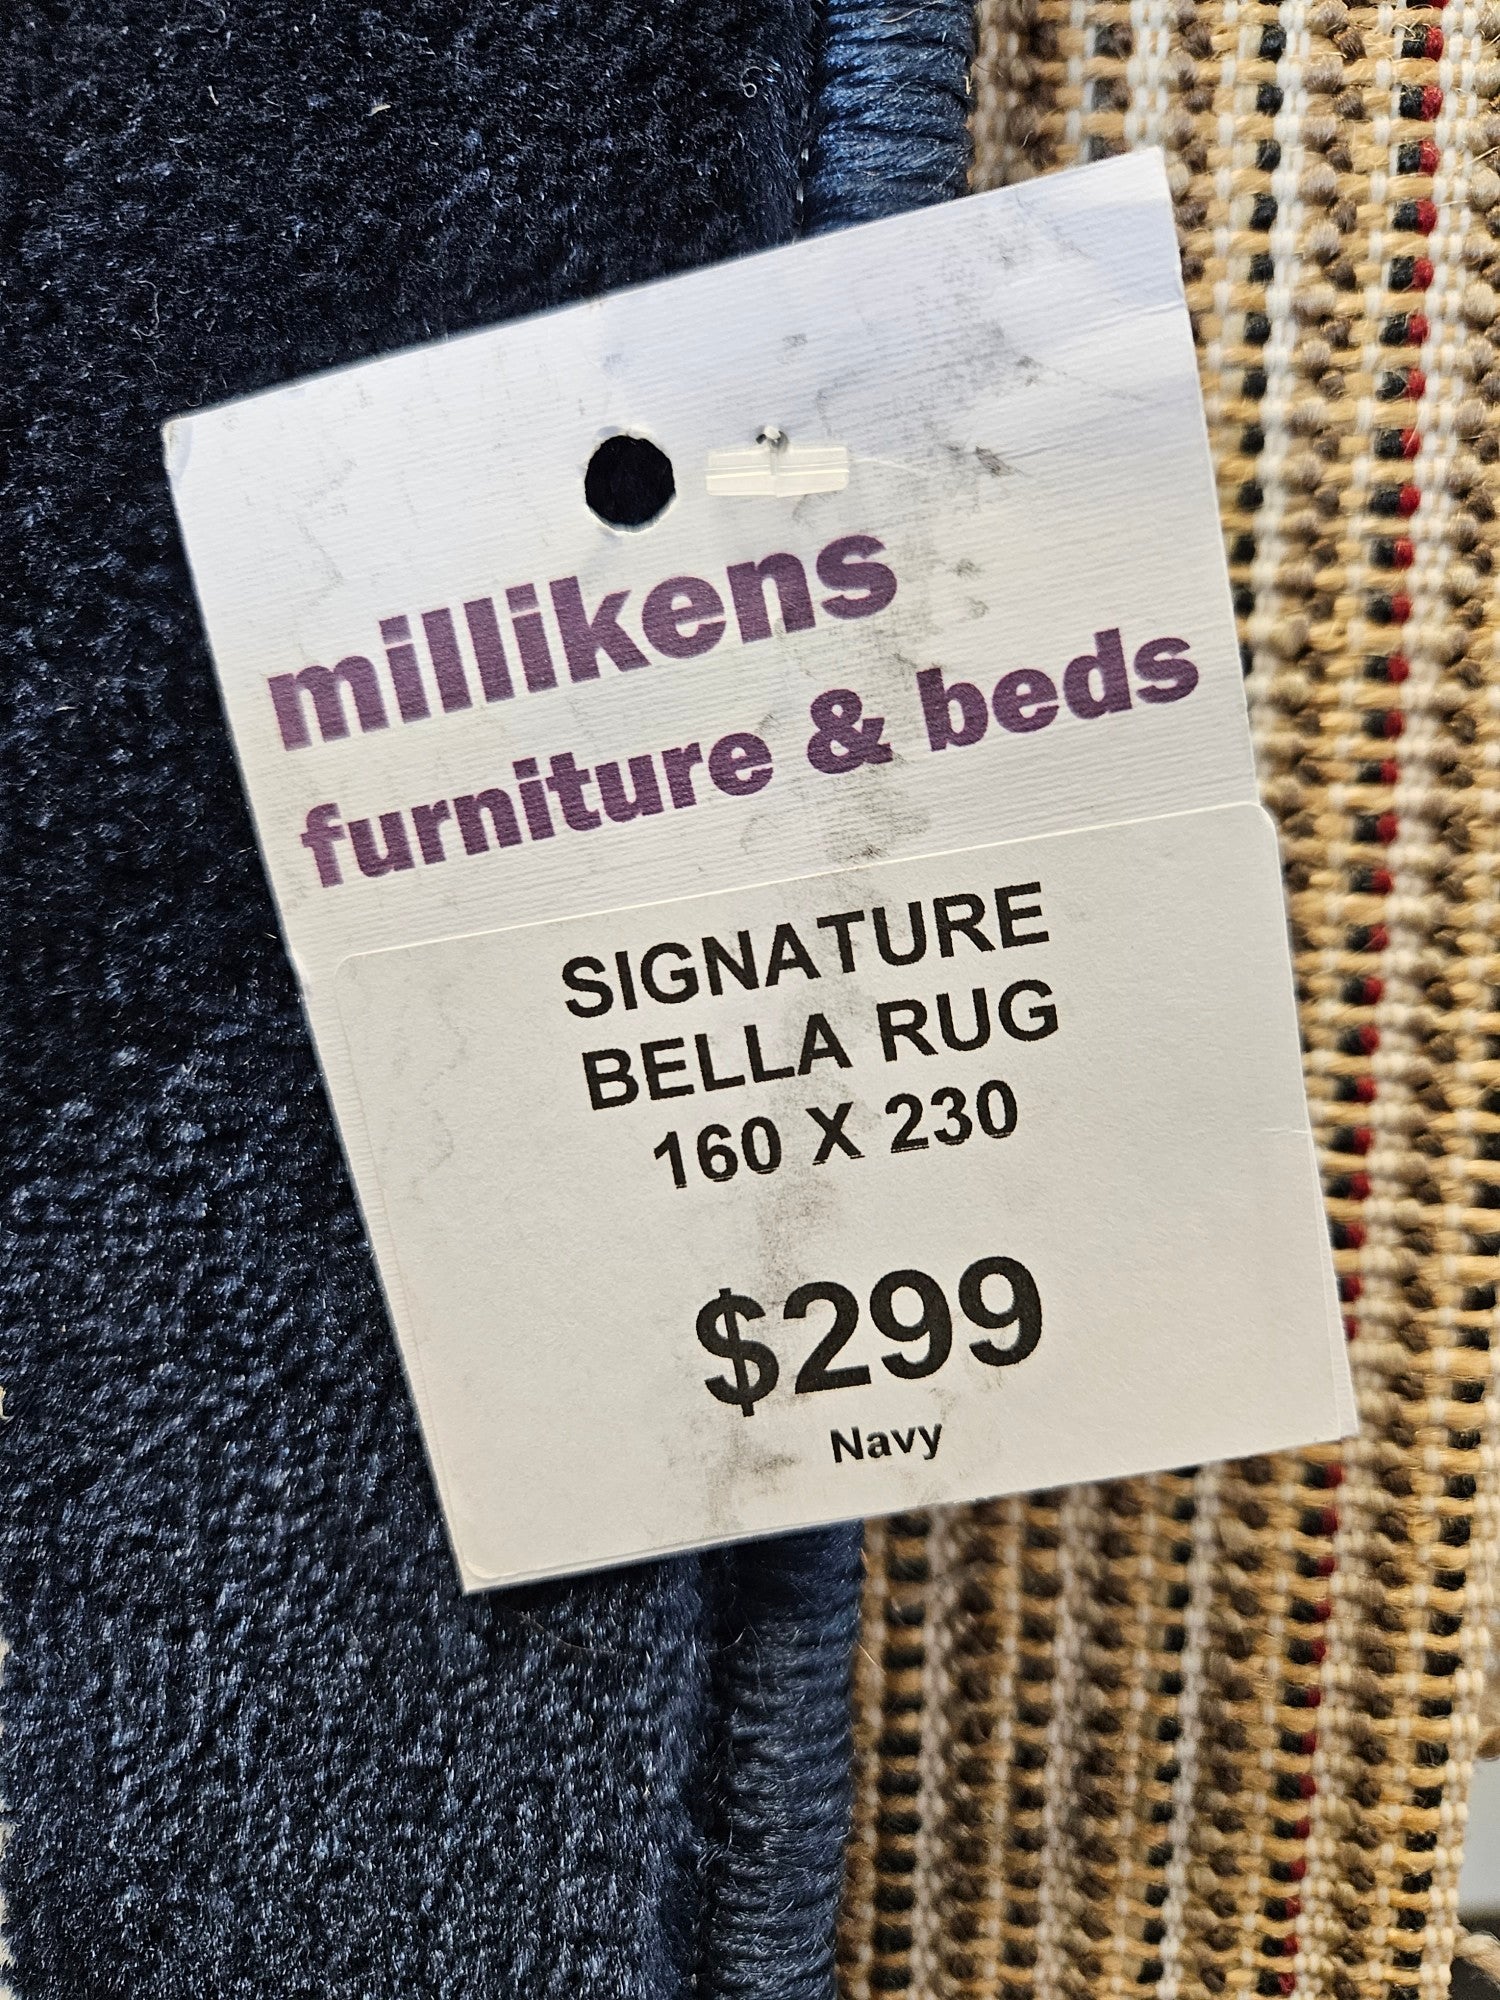 millikens
furniture & beds
SIGNATURE
BELLA RUG
160 X 230
$299
Navy